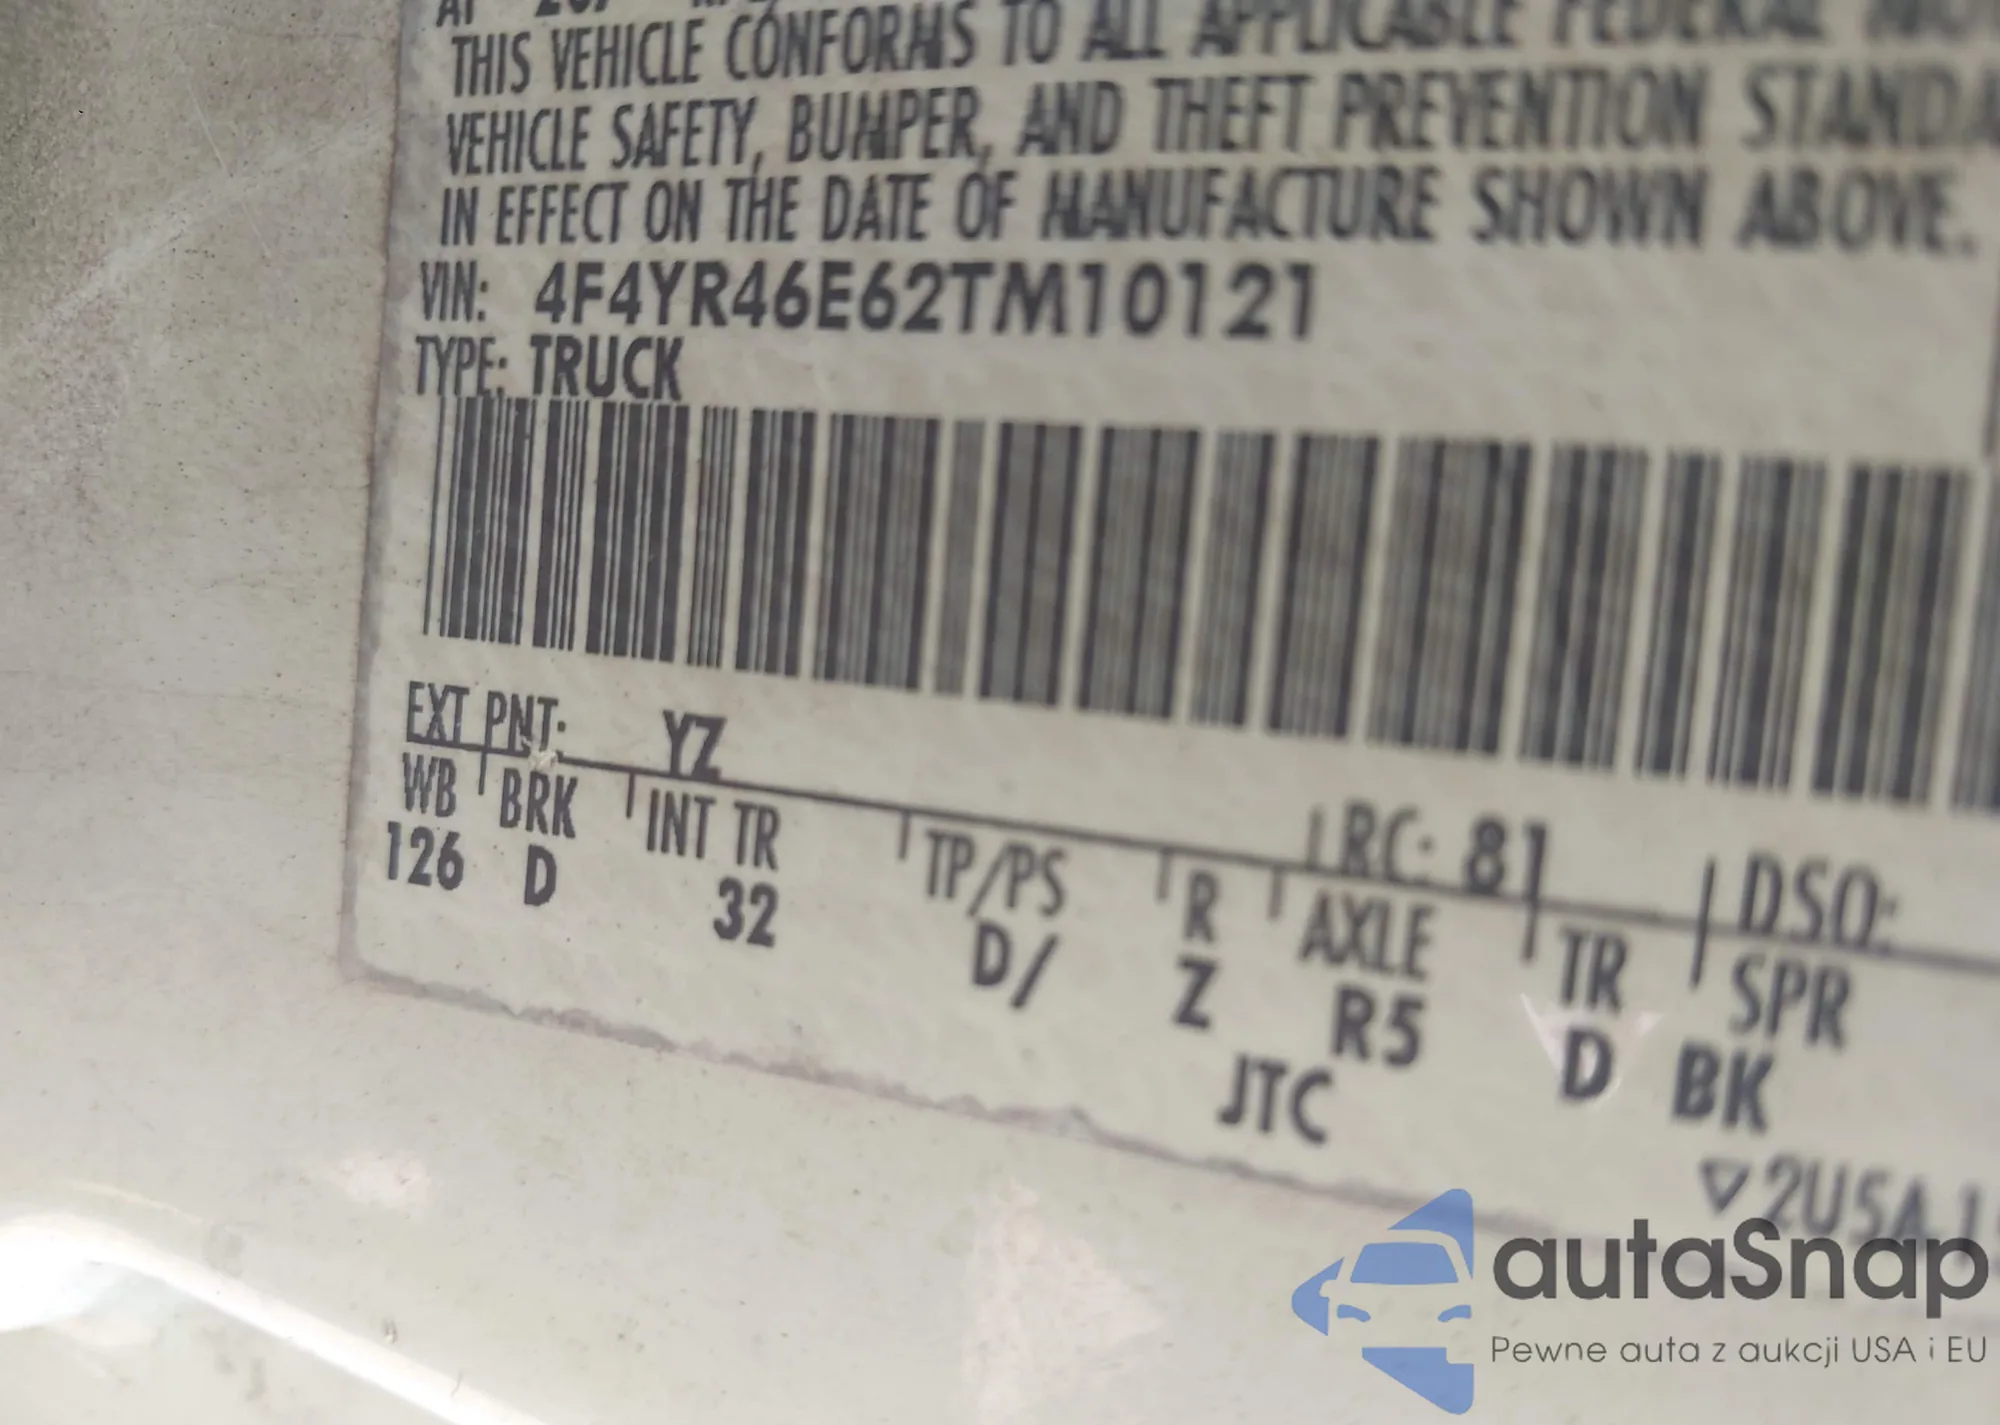 THIS VEHICLE CONFORMS TO ALL APPLICABLE FEDERAL
VEHICLE SAFETY, BUMPER, AND THEFT PREVENTION
IN EFFECT ON THE DATE OF MANUFACTURE SHOWN ABOVE.
VIN: 4F4YR46E62TM10121
TYPE: TRUCK
EXT PNT: YZ RC: 81 DSO:
WB BRK INT TR TP/PS R AXLE TR SPR
126 D 32 D/ Z R5 D BK
JTC
autaSnap
Pewne auta z aukcji USA i EU